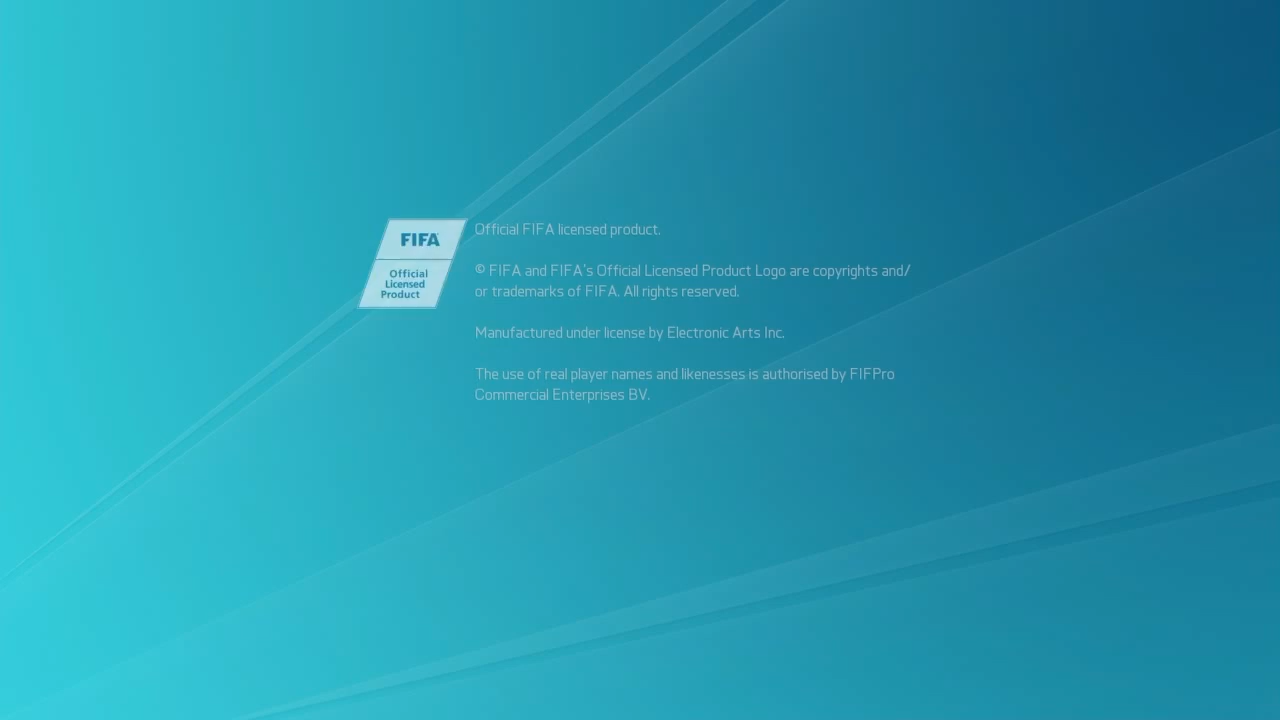 FIFA
Official
Licensed
Product
Official FIFA licensed product.
© FIFA and FIFA's Official Licensed Product Logo are copyrights and/
or trademarks of FIFA. All rights reserved.
Manufactured under license by Electronic Arts Inc.
The use of real player names and likenesses is authorised by FIFPro
Commercial Enterprises BV.